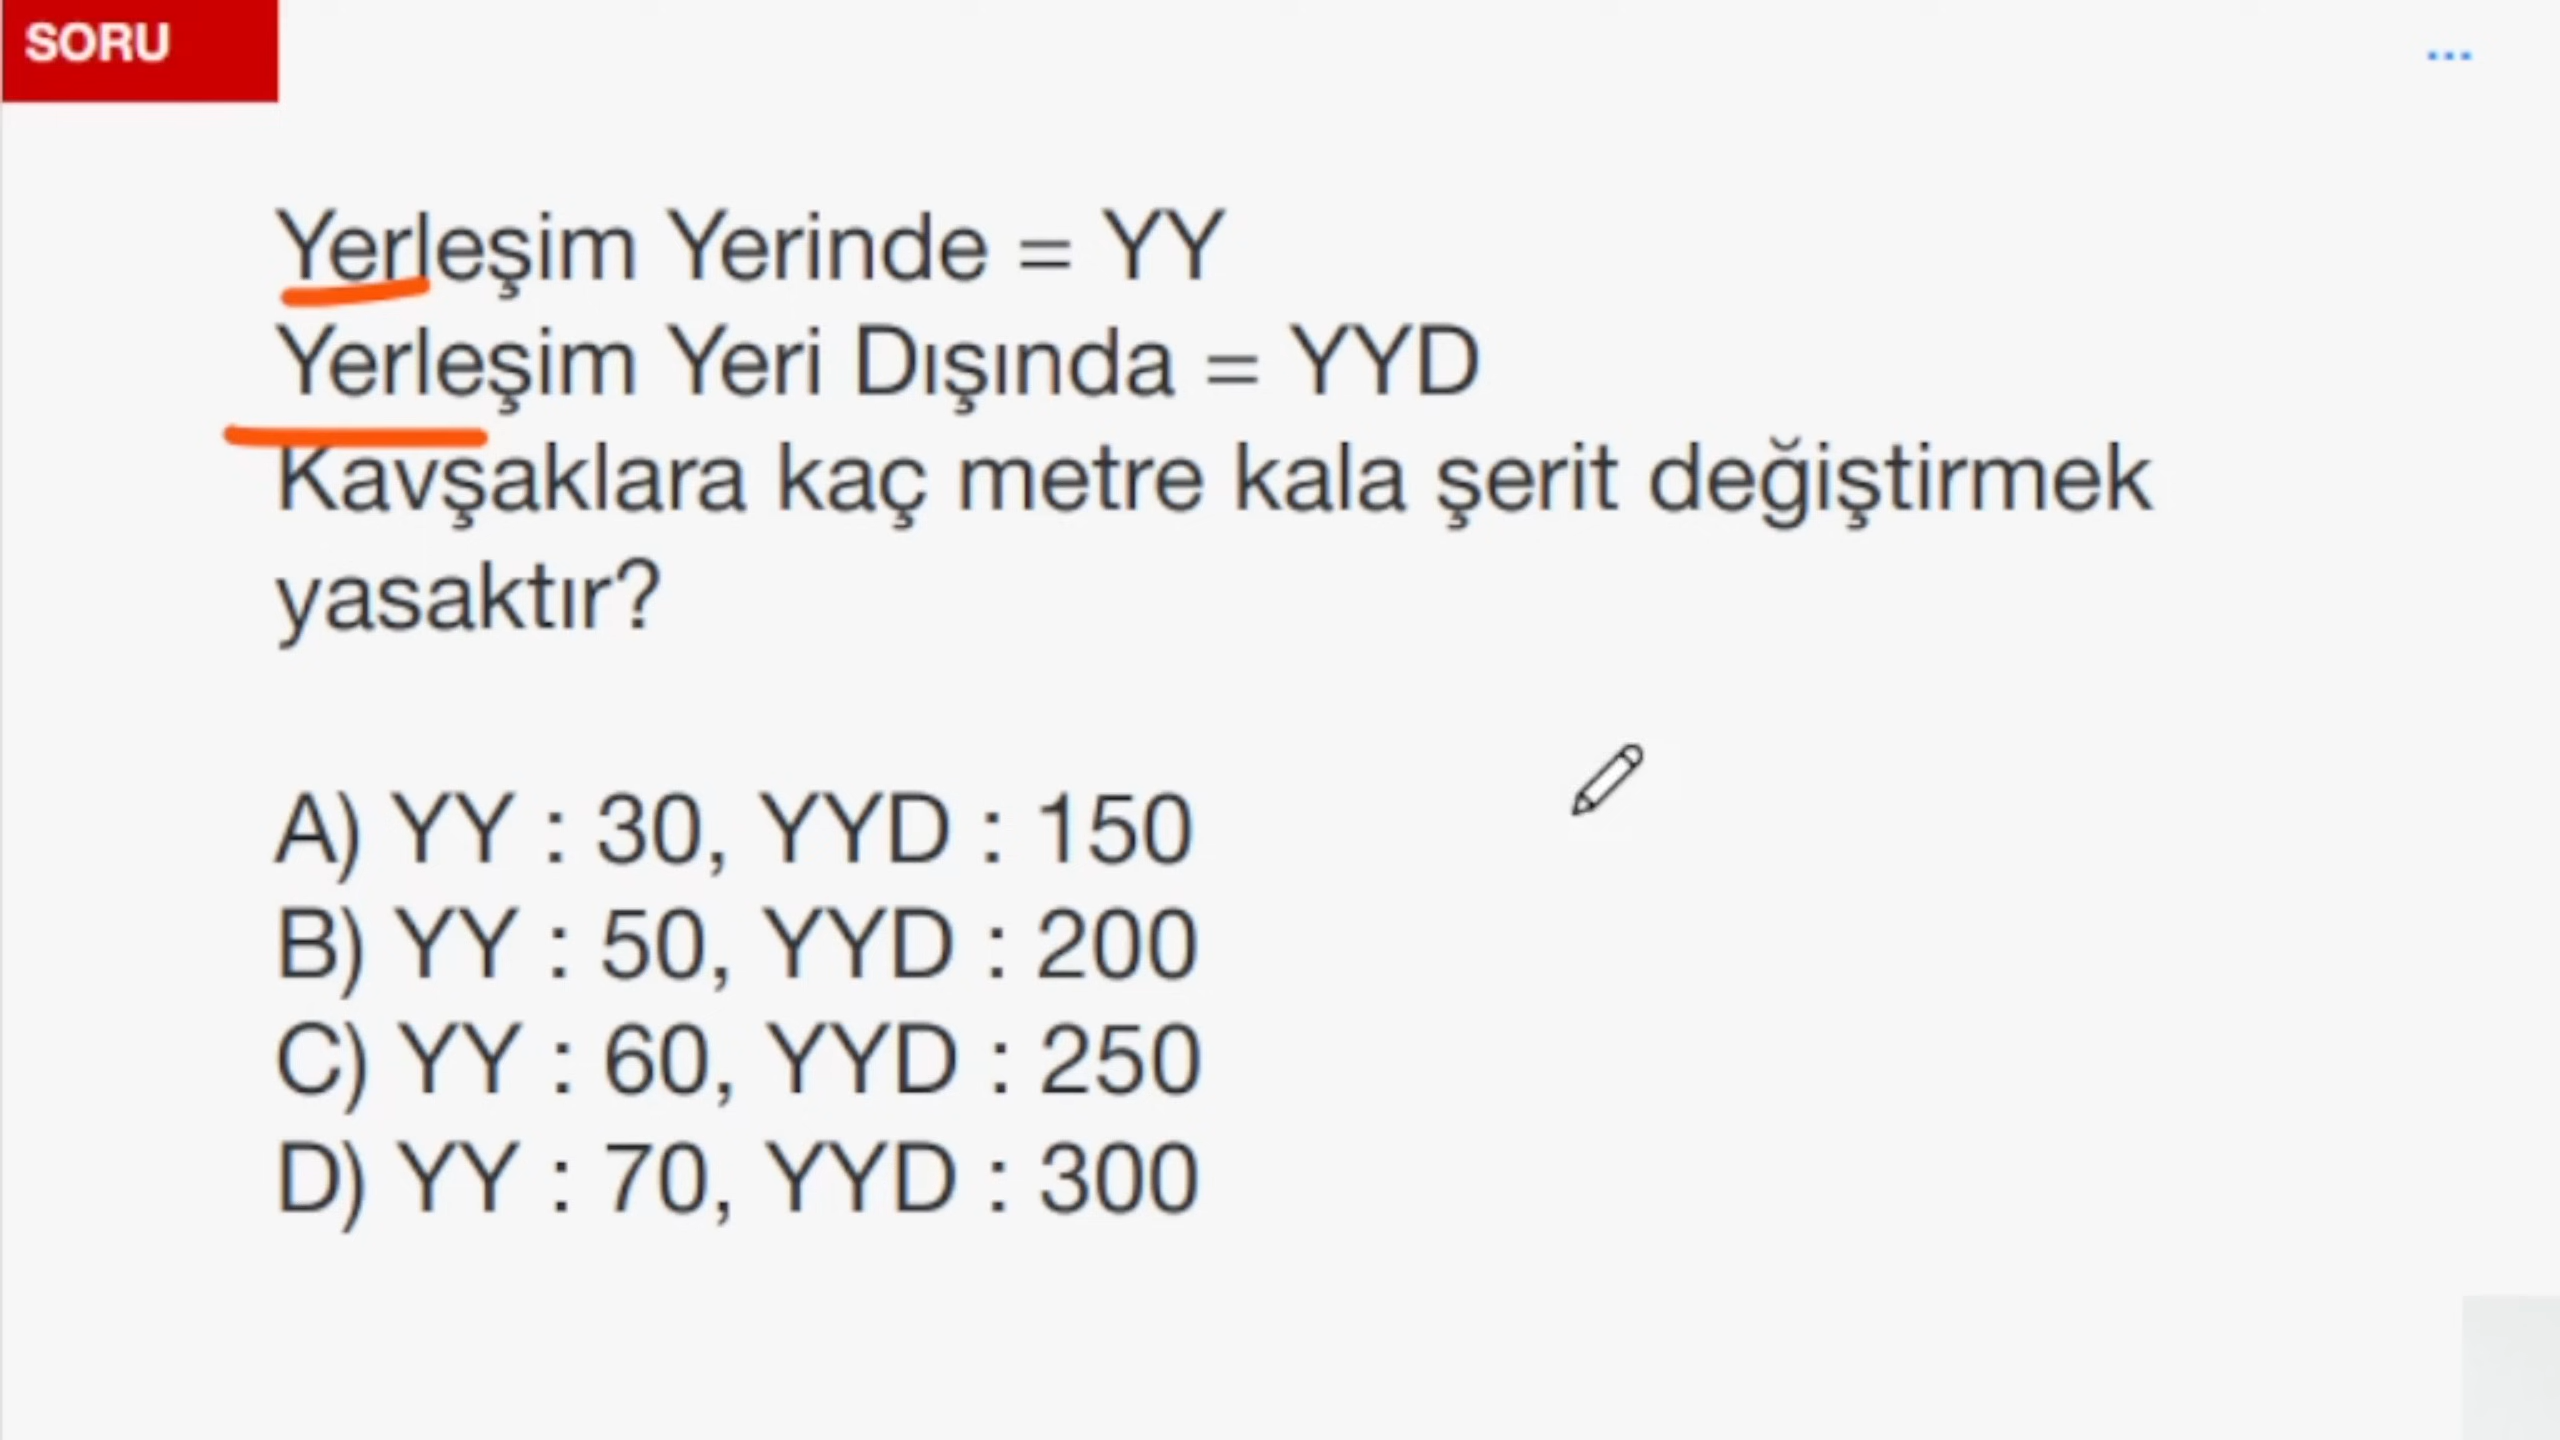 SORU
Yerleşim Yerinde = YY
Yerleşim Yeri Dışında = YYD
Kavşaklara kaç metre kala şerit değiştirmek
yasaktır?
A) YY : 30, YYD : 150
B) YY : 50, YYD : 200
C) YY : 60, YYD : 250
D) YY : 70, YYD : 300